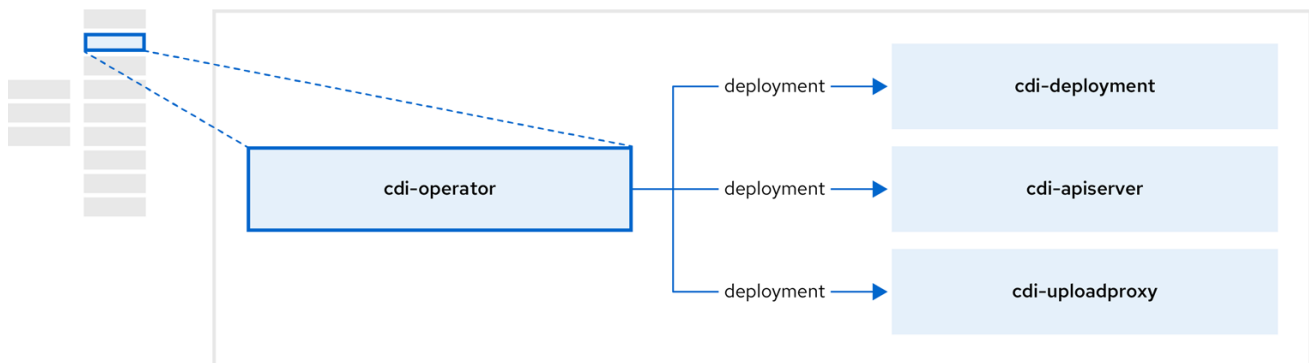 deployment
cdi-deployment
cdi-operator
deployment
cdi-apiserver
deployment
cdi-uploadproxy